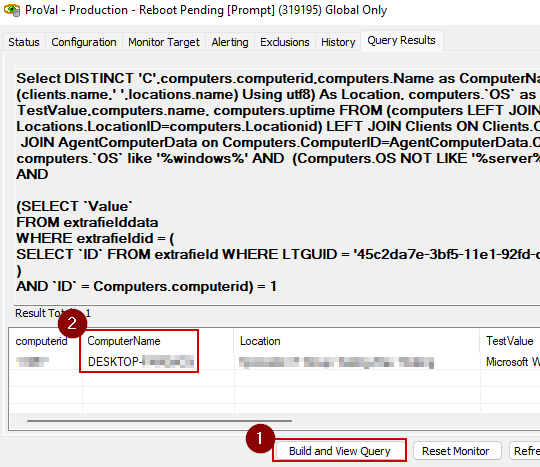 ProVal - Production - Reboot Pending [Prompt] (319195) Global Only
Status Configuration Monitor Target Alerting Exclusions History Query Results
Select DISTINCT 'C',computers.computerid,computers.Name as ComputerNa
(clients.name,' ',locations.name) Using utf8) As Location, computers.`OS` as
TestValue,computers.name, computers.uptime FROM (computers LEFT JOIN
Locations.LocationID=computers.Locationid) LEFT JOIN Clients ON Clients.C
JOIN AgentComputerData on Computers.ComputerID=AgentComputerData.C
computers.`OS` like '%windows%' AND (Computers.OS NOT LIKE '%server%
AND
(SELECT `Value`
FROM extrafielddata
WHERE extrafieldid = (
SELECT `ID` FROM extrafield WHERE LTGUID = '45c2da7e-3bf5-11e1-92fd-
)
AND `ID` = Computers.computerid) = 1
Result 1
2
computerid ComputerName Location TestValue
DESKTOP- Microsoft W
1
Build and View Query Reset Monitor Refre